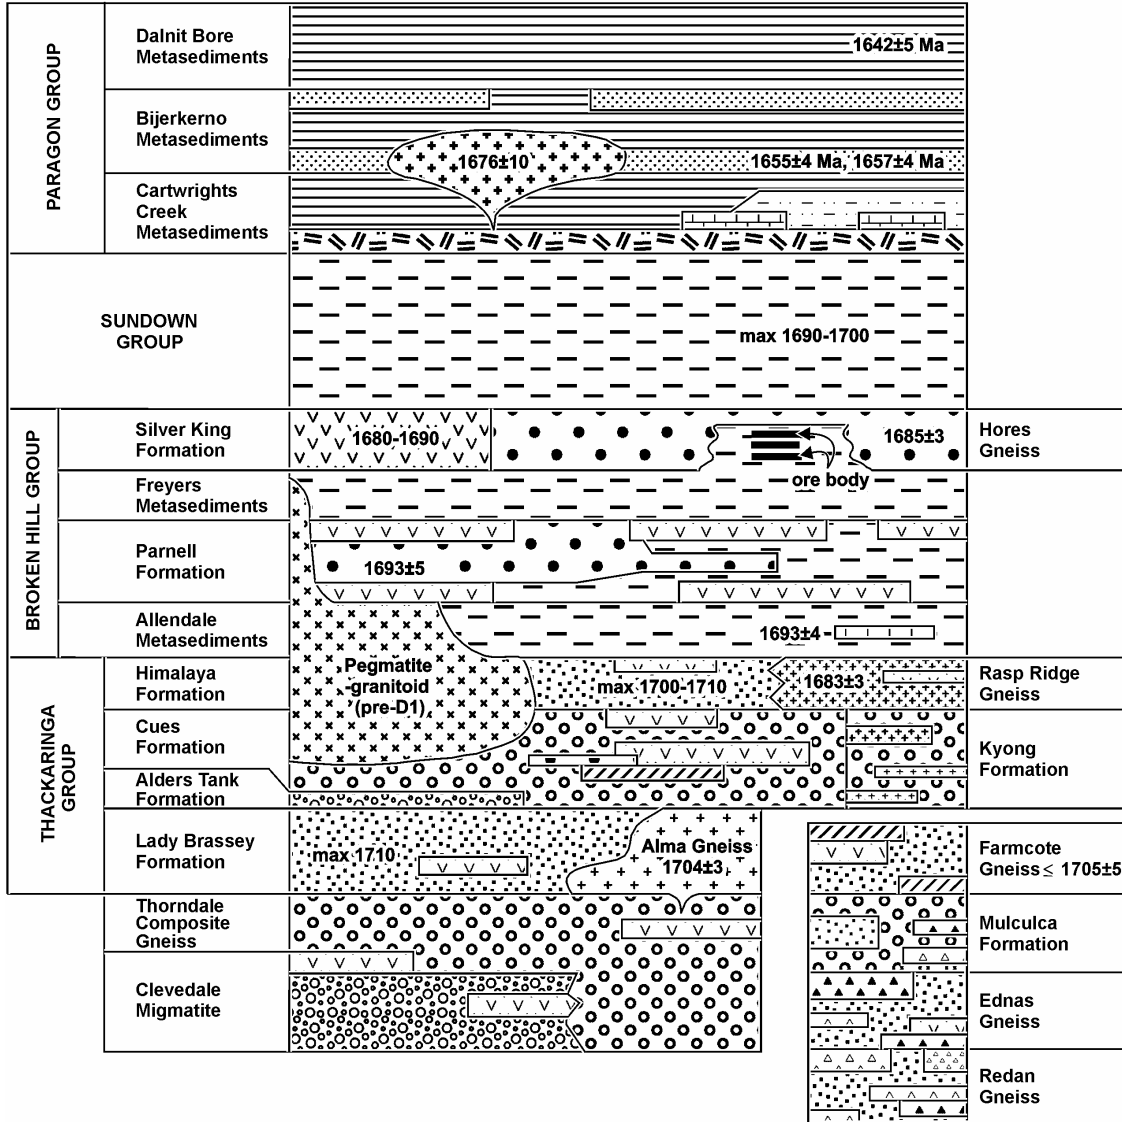 PARAGON GROUP
Dalnit Bore
Metasediments
1642±5 Ma
Bijerkerno
Metasediments
1676±10
1655±4 Ma, 1657±4 Ma
Cartwrights
Creek
Metasediments
SUNDOWN
GROUP
max 1690-1700
BROKEN HILL GROUP
Silver King
Formation
1680-1690
1685±3
Hores
Gneiss
ore body
Freyers
Metasediments
Parnell
Formation
1693±5
Allendale
Metasediments
1693±4
THACKARINGA
GROUP
Himalaya
Formation
Pegmatite
-granitoid
(pre-D1)
max 1700-1710
1683±3
Rasp Ridge
Gneiss
Cues
Formation
Kyong
Formation
Alders Tank
Formation
Lady Brassey
Formation
max 1710
Alma Gneiss
1704±3
Farmcote
Gneiss ≤ 1705±5
Thorndale
Composite
Gneiss
Mulculca
Formation
Clevedale
Migmatite
Ednas
Gneiss
Redan
Gneiss